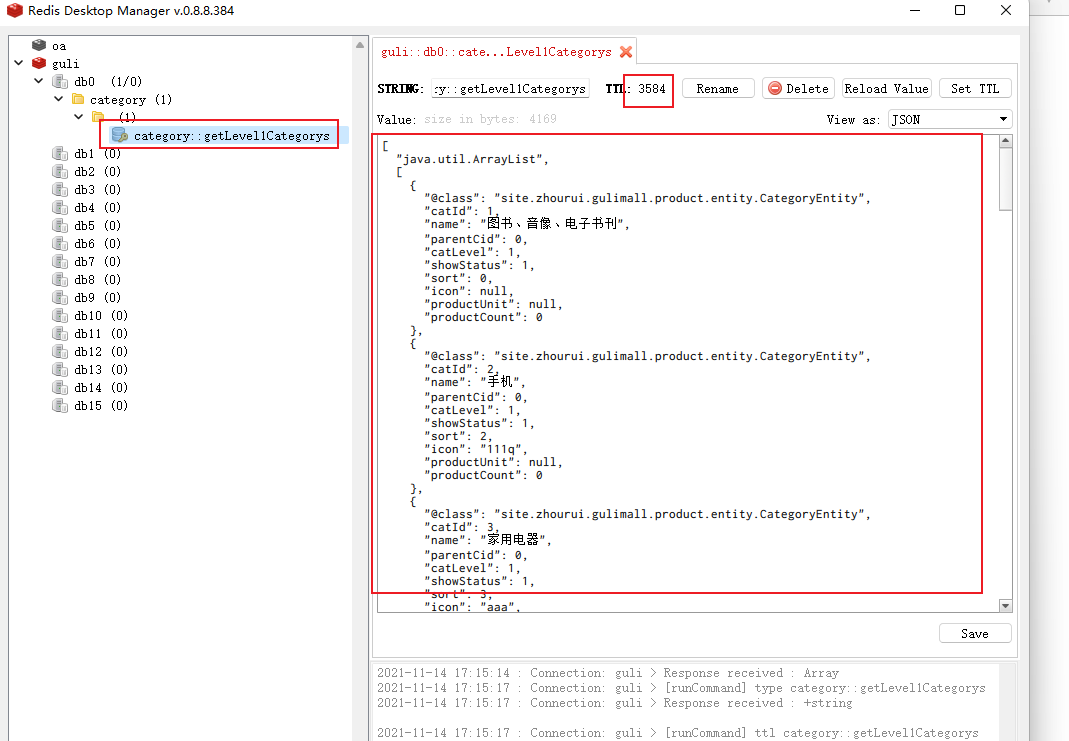 Redis Desktop Manager v.0.8.8.384
oa
guli
db0 (1/0)
category (1)
(1)
category::getLevel1Categorys
db1 (0)
db2 (0)
db3 (0)
db4 (0)
db5 (0)
db6 (0)
db7 (0)
db8 (0)
db9 (0)
db10 (0)
db11 (0)
db12 (0)
db13 (0)
db14 (0)
db15 (0)
guli::db0::cate...Level1Categorys
STRING: ry::getLevel1Categorys TTL: 3584 Rename Delete Reload Value Set TTL
Value: size in bytes: 4169 View as: JSON
[
"java.util.ArrayList",
[
{
"@class": "site.zhourui.gulimall.product.entity.CategoryEntity",
"catId": 1,
"name": "图书、音像、电子书刊",
"parentCid": 0,
"catLevel": 1,
"showStatus": 1,
"sort": 0,
"icon": null,
"productUnit": null,
"productCount": 0
},
{
"@class": "site.zhourui.gulimall.product.entity.CategoryEntity",
"catId": 2,
"name": "手机",
"parentCid": 0,
"catLevel": 1,
"showStatus": 1,
"sort": 2,
"icon": "111q",
"productUnit": null,
"productCount": 0
},
{
"@class": "site.zhourui.gulimall.product.entity.CategoryEntity",
"catId": 3,
"name": "家用电器",
"parentCid": 0,
"catLevel": 1,
"showStatus": 1,
"sort": 3,
"icon": "aaa",
Save
2021-11-14 17:15:14 : Connection: guli > Response received : Array
2021-11-14 17:15:17 : Connection: guli > [runCommand] type category::getLevel1Categorys
2021-11-14 17:15:17 : Connection: guli > Response received : +string
2021-11-14 17:15:17 : Connection: guli > [runCommand] ttl category::getLevel1Categorys